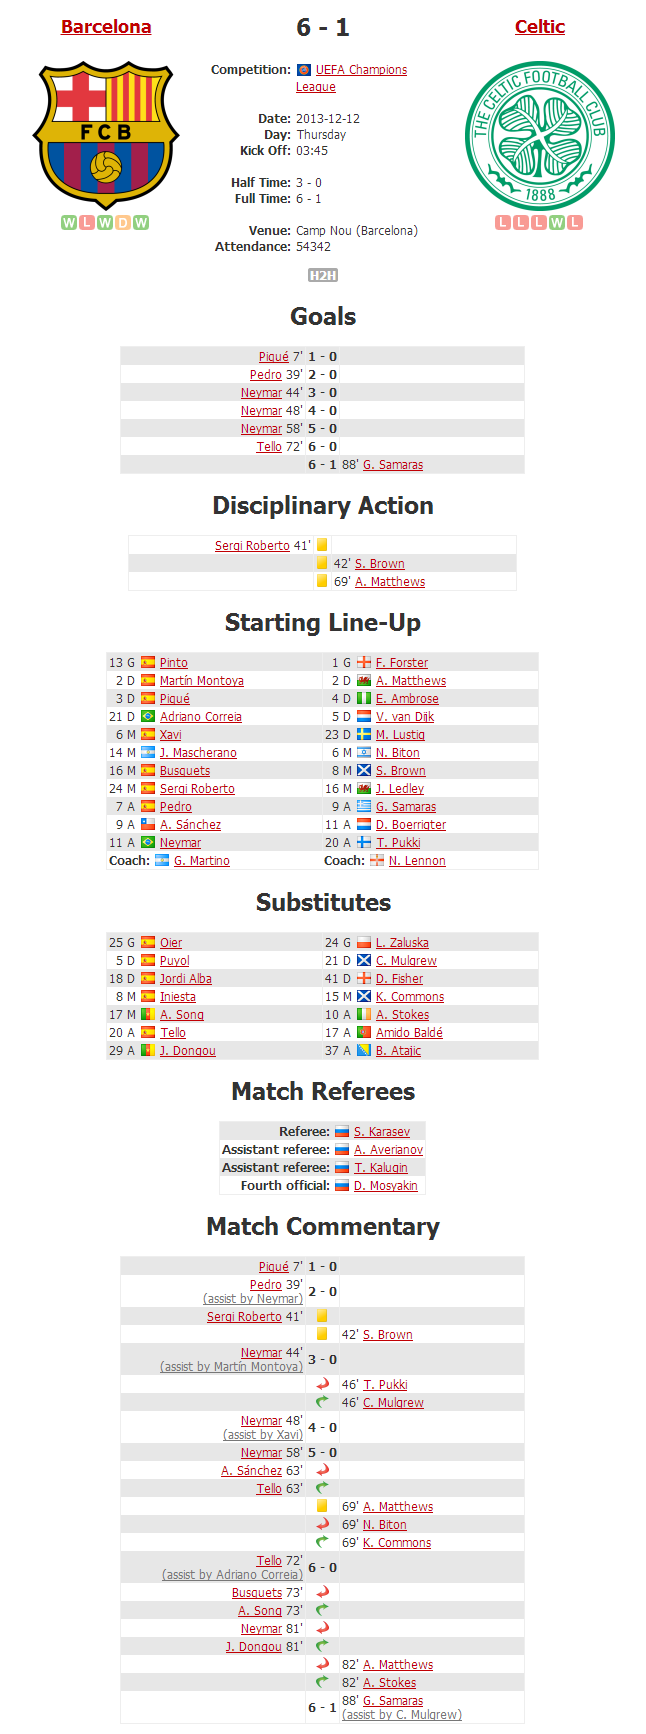 Barcelona
6 - 1
Celtic
FCB
THE CELTIC FOOTBALL CLUB
1888
Competition: UEFA Champions
League
Date: 2013-12-12
Day: Thursday
Kick Off: 03:45
Half Time: 3 - 0
Full Time: 6 - 1
Venue: Camp Nou (Barcelona)
Attendance: 54342
W L W D W
L L L W L
H2H
Goals
Piqué 7' 1 - 0
Pedro 39' 2 - 0
Neymar 44' 3 - 0
Neymar 48' 4 - 0
Neymar 58' 5 - 0
Tello 72' 6 - 0
6 - 1 88' G. Samaras
Disciplinary Action
Sergi Roberto 41'
42' S. Brown
69' A. Matthews
Starting Line-Up
13 G Pinto 1 G F. Forster
2 D Martín Montoya 2 D A. Matthews
3 D Piqué 4 D E. Ambrose
21 D Adriano Correia 5 D V. van Dijk
6 M Xavi 23 D M. Lustig
14 M J. Mascherano 6 M N. Biton
16 M Busquets 8 M S. Brown
24 M Sergi Roberto 16 M J. Ledley
7 A Pedro 9 A G. Samaras
9 A A. Sánchez 11 A D. Boerrigter
11 A Neymar 20 A T. Pukki
Coach: G. Martino Coach: N. Lennon
Substitutes
25 G Oier 24 G L. Zaluska
5 D Puyol 21 D C. Mulgrew
18 D Jordi Alba 41 D D. Fisher
8 M Iniesta 15 M K. Commons
17 M A. Song 10 A A. Stokes
20 A Tello 17 A Amido Baldé
29 A J. Dongou 37 A B. Atajic
Match Referees
Referee: S. Karasev
Assistant referee: A. Averianov
Assistant referee: T. Kalugin
Fourth official: D. Mosyakin
Match Commentary
Piqué 7' 1 - 0
Pedro 39' 2 - 0
(assist by Neymar)
Sergi Roberto 41'
42' S. Brown
Neymar 44' 3 - 0
(assist by Martín Montoya)
46' T. Pukki
46' C. Mulgrew
Neymar 48' 4 - 0
(assist by Xavi)
Neymar 58' 5 - 0
A. Sánchez 63'
Tello 63'
69' A. Matthews
69' N. Biton
69' K. Commons
Tello 72' 6 - 0
(assist by Adriano Correia)
Busquets 73'
A. Song 73'
Neymar 81'
J. Dongou 81'
82' A. Matthews
82' A. Stokes
6 - 1 88' G. Samaras
(assist by C. Mulgrew)